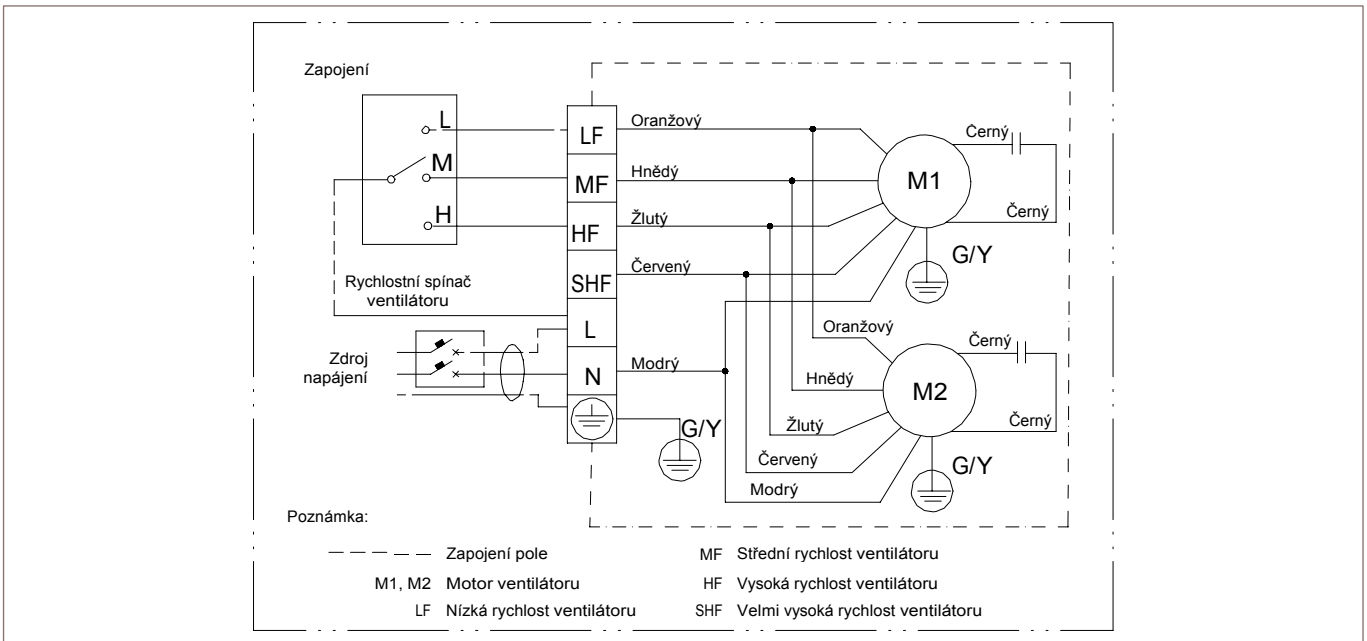 Zapojení
L
M
H
Rychlostní spínač
ventilátoru
Zdroj
napájení
LF
MF
HF
SHF
L
N
Oranžový
Hnědý
Žlutý
Červený
Modrý
G/Y
M1
Černý
Černý
G/Y
Oranžový
Hnědý
Žlutý
Červený
Modrý
M2
Černý
Černý
G/Y
Poznámka:
Zapojení pole
M1, M2 Motor ventilátoru
LF Nízká rychlost ventilátoru
MF Střední rychlost ventilátoru
HF Vysoká rychlost ventilátoru
SHF Velmi vysoká rychlost ventilátoru